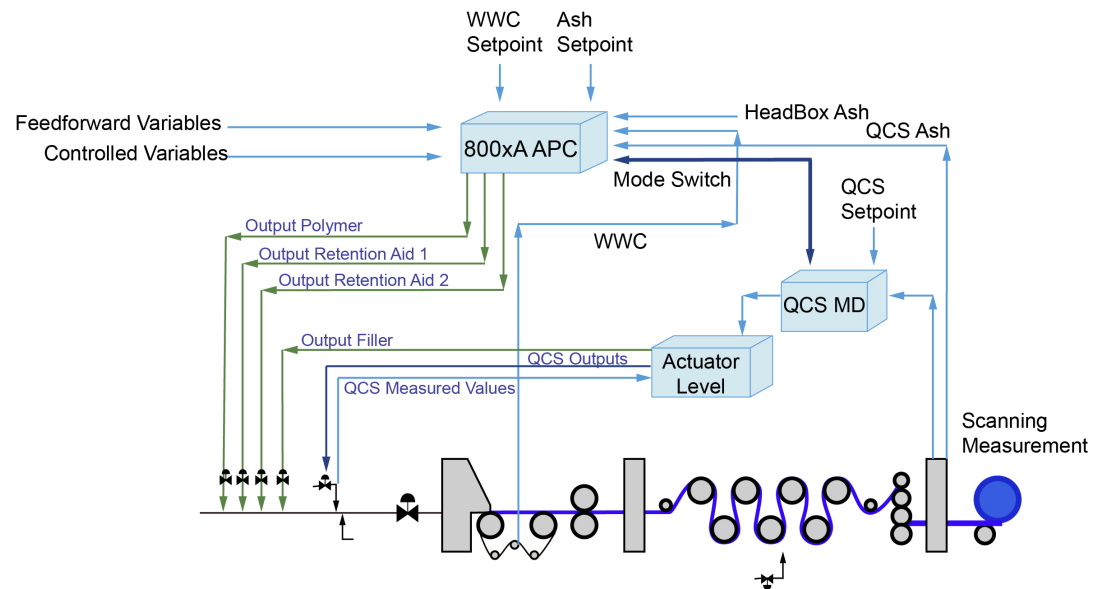 WWC
Setpoint
Ash
Setpoint
Feedforward Variables
Controlled Variables
800xA APC
HeadBox Ash
QCS Ash
Mode Switch
QCS
Setpoint
Output Polymer
WWC
Output Retention Aid 1
Output Retention Aid 2
QCS MD
Output Filler
QCS Outputs
QCS Measured Values
Actuator
Level
Scanning
Measurement